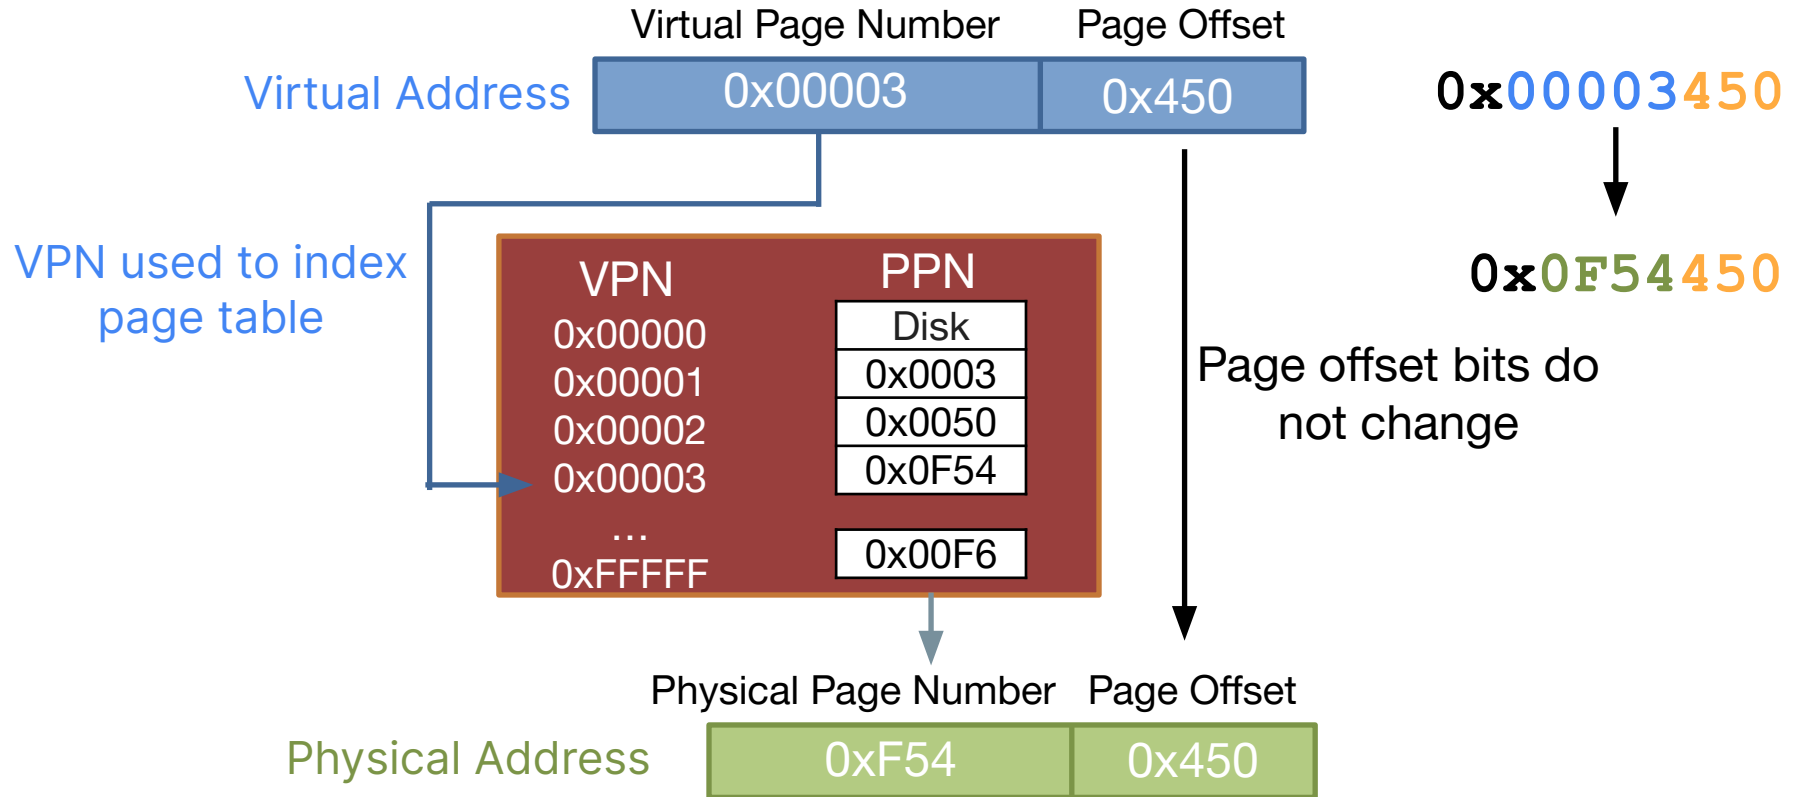 Virtual Page Number Page Offset
Virtual Address 0x00003 0x450
0x00003450
VPN used to index
page table
VPN PPN
0x00000 Disk
0x00001 0x0003
0x00002 0x0050
0x00003 0x0F54
...
0xFFFFF 0x00F6
0x0F54450
Page offset bits do
not change
Physical Page Number Page Offset
Physical Address 0xF54 0x450